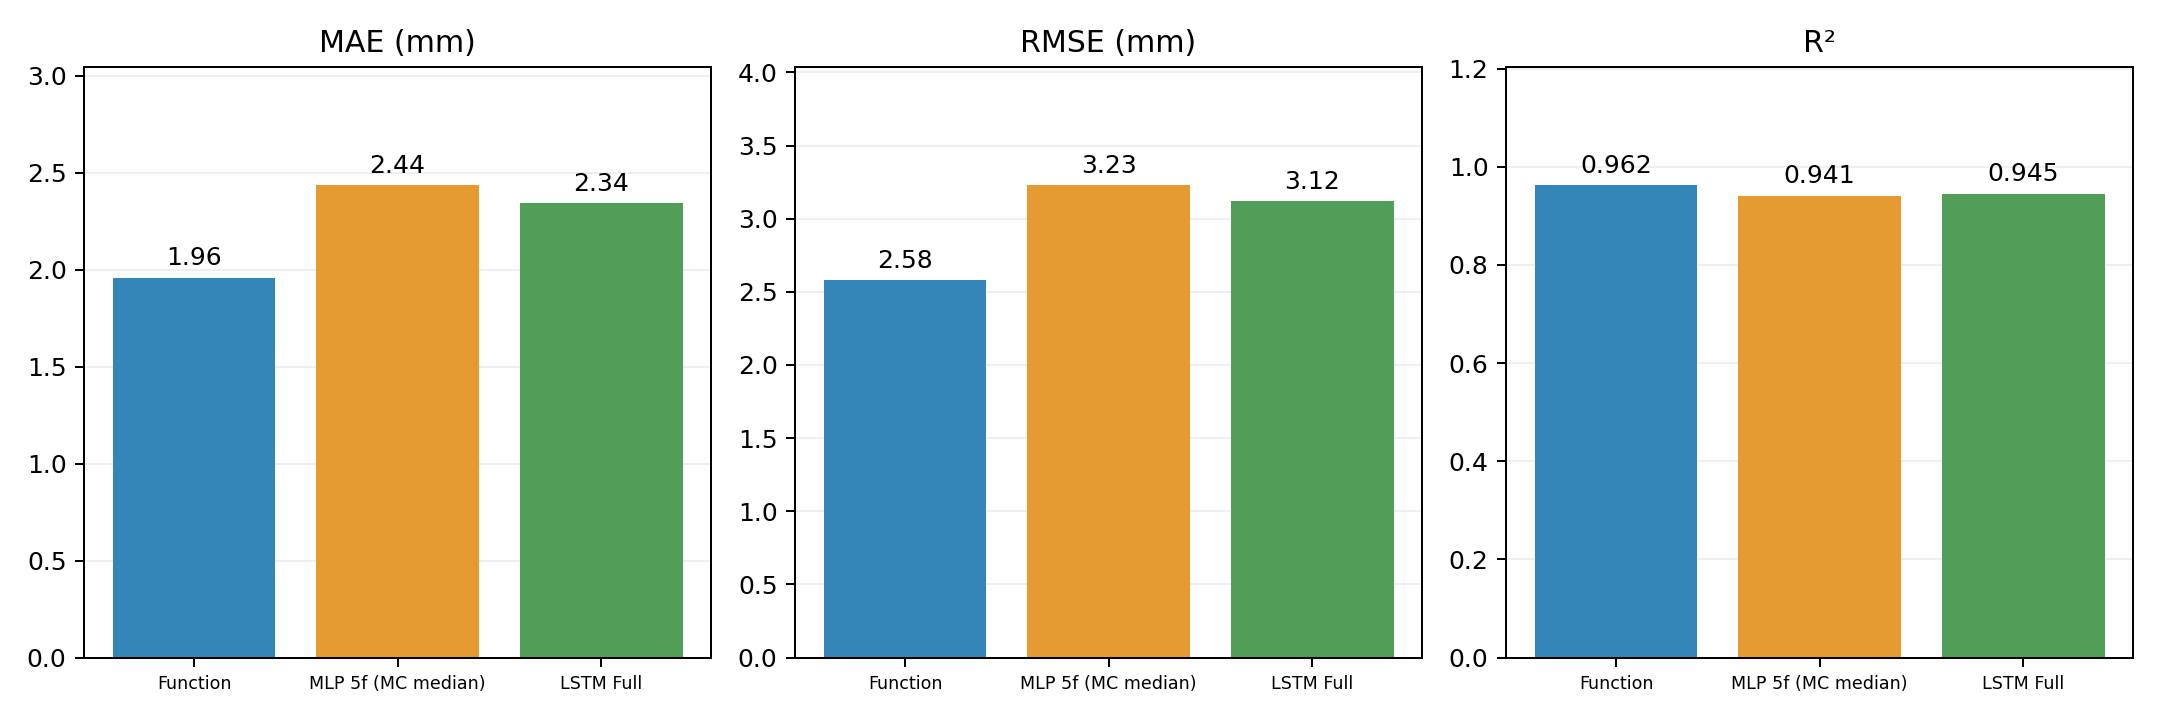 MAE (mm)
3.0
2.5
2.0
1.5
1.0
0.5
0.0
1.96
2.44
2.34
Function
MLP 5f (MC median)
LSTM Full
RMSE (mm)
4.0
3.5
3.0
2.5
2.0
1.5
1.0
0.5
0.0
2.58
3.23
3.12
Function
MLP 5f (MC median)
LSTM Full
R²
1.2
1.0
0.8
0.6
0.4
0.2
0.0
0.962
0.941
0.945
Function
MLP 5f (MC median)
LSTM Full